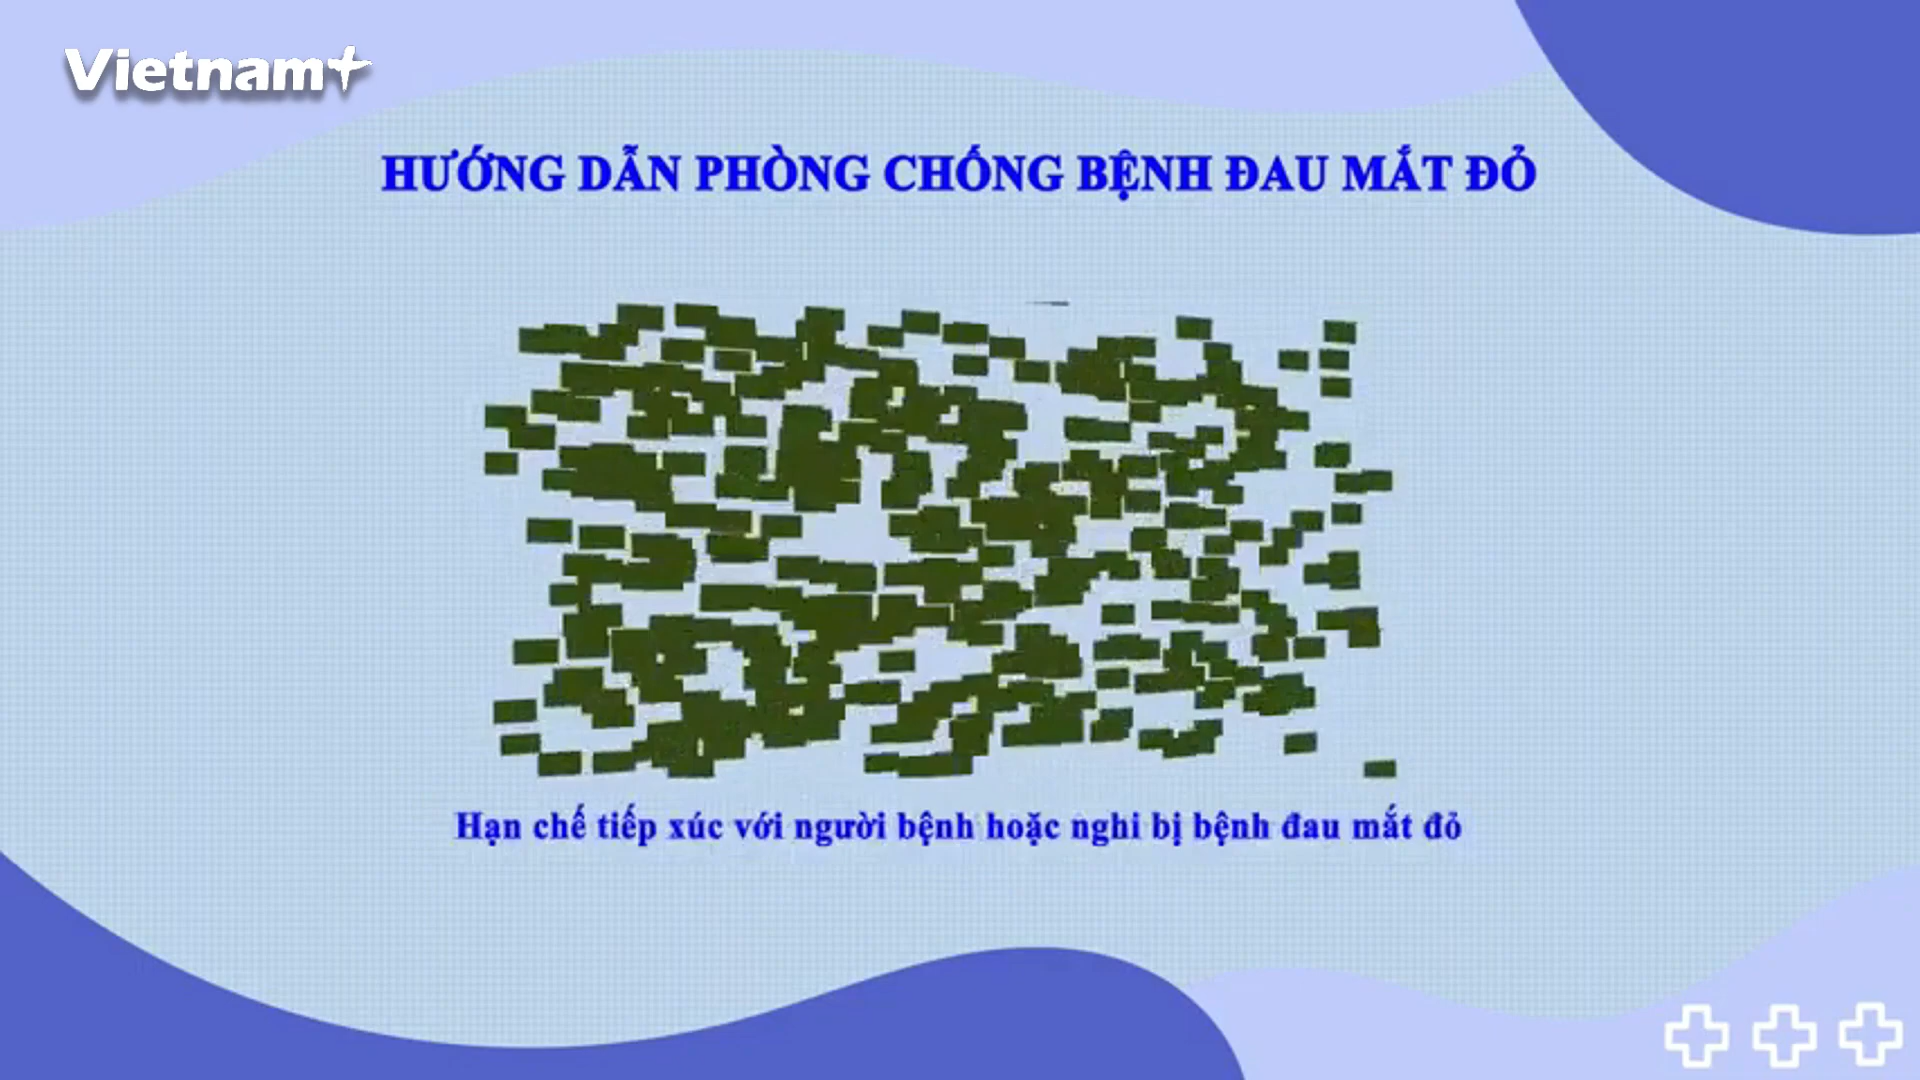 Vietnam+
HƯỚNG DẪN PHÒNG CHỐNG BỆNH ĐAU MẮT ĐỎ
Hạn chế tiếp xúc với người bệnh hoặc nghi bị bệnh đau mắt đỏ